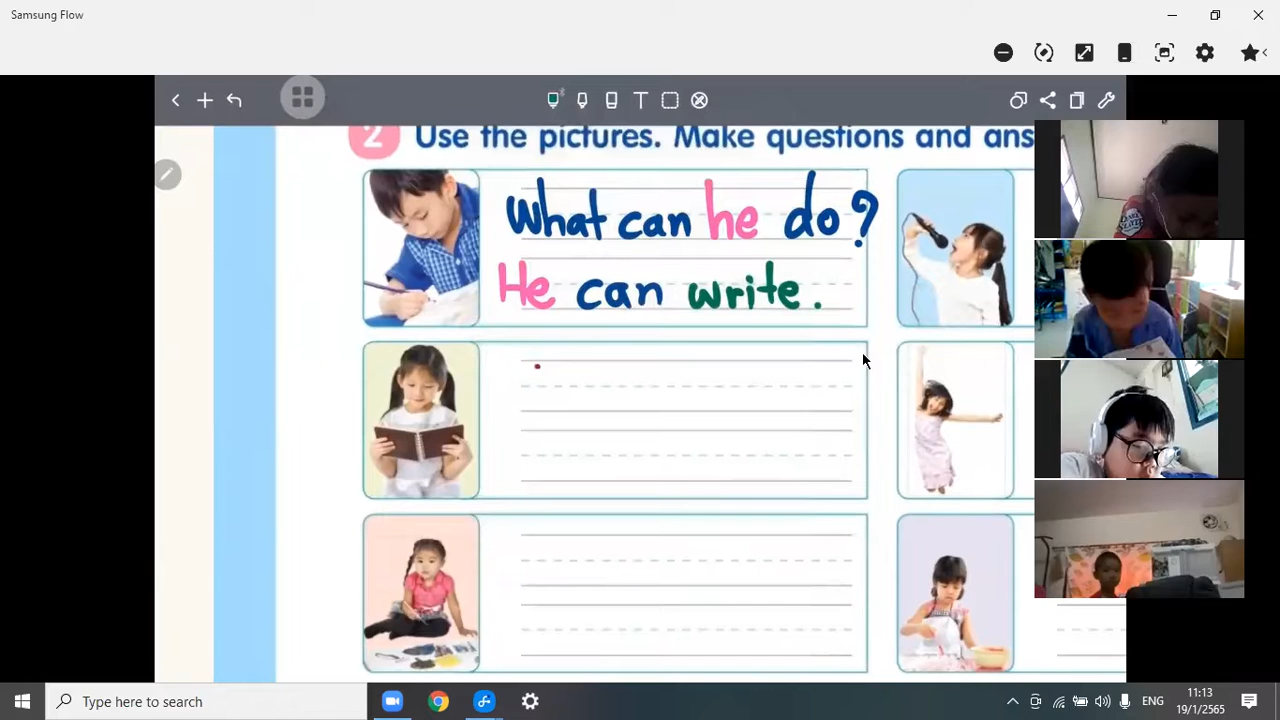 Samsung Flow
2 Use the pictures. Make questions and ans
What can he do?
He can write.
Type here to search
ENG
11:13
19/1/2565